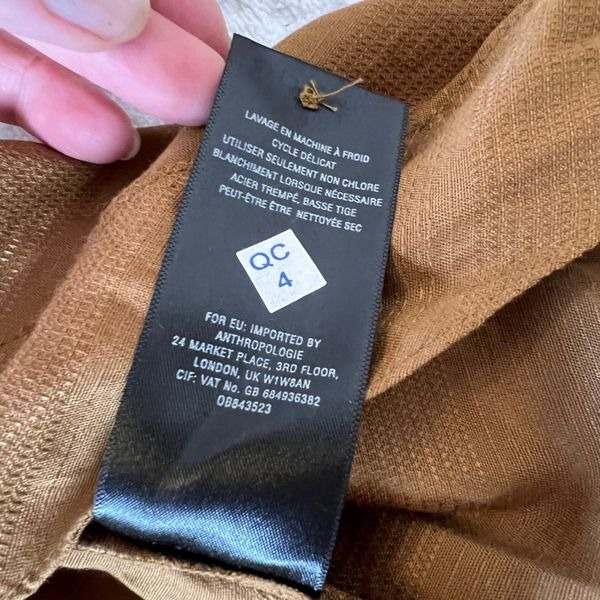 LAVAGE EN MACHINE À FROID
CYCLE DÉLICAT
UTILISER SEULEMENT NON CHLORE
BLANCHIMENT LORSQUE NÉCESSAIRE
ACIER TREMPÉ, BASSE TIGE
PEUT-ÊTRE ÊTRE NETTOYÉE SEC
QC
4
FOR EU: IMPORTED BY
ANTHROPOLOGIE
24 MARKET PLACE, 3RD FLOOR,
LONDON, UK W1W8AN
CIF: VAT No. GB 684936382
OB843523